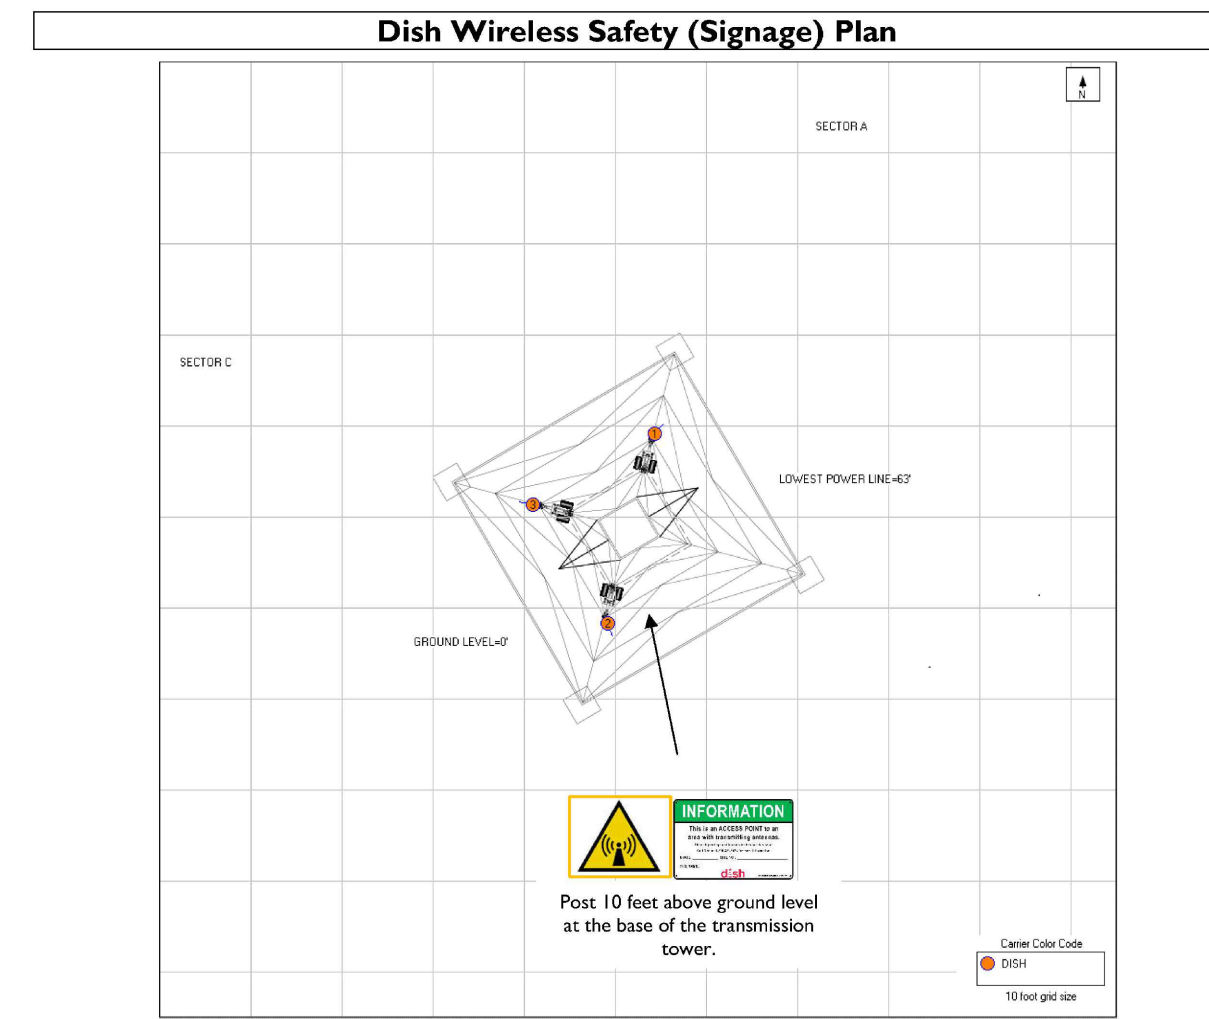 Dish Wireless Safety (Signage) Plan
N
SECTOR A
SECTOR C
1
LOWEST POWER LINE=63'
3
2
GROUND LEVEL=0'
INFORMATION
This is an ACCESS POINT to an
area with transmitting antennas.
dish
Post 10 feet above ground level
at the base of the transmission
tower.
Carrier Color Code
DISH
10 foot grid size